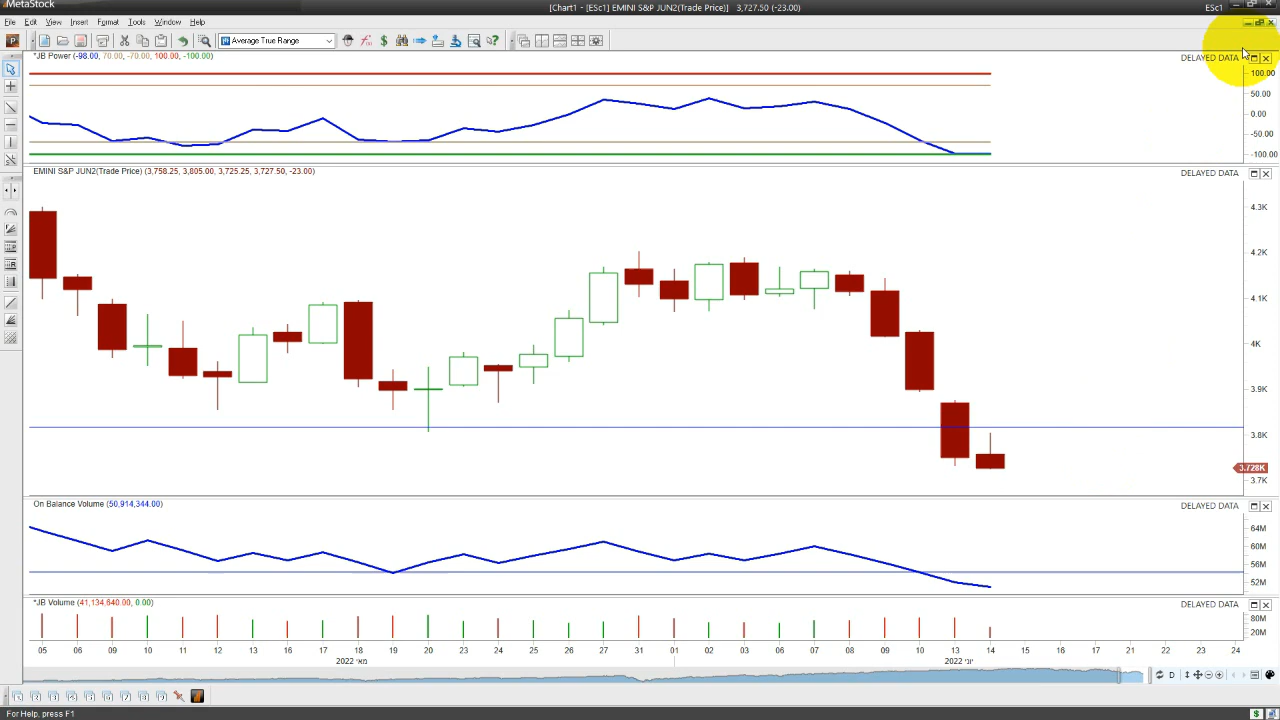 MetaStock
[Chart1 - [ESc1] EMINI S&P JUN2(Trade Price)] 3,727.50 (-23.00)
ESc1
File Edit View Insert Format Tools Window Help
Average True Range
*JB Power (-98.00, 70.00, -70.00, 100.00, -100.00)
DELAYED DATA
100.00
50.00
0.00
-50.00
-100.00
EMINI S&P JUN2(Trade Price) (3,758.25, 3,805.00, 3,725.25, 3,727.50, -23.00)
DELAYED DATA
4.3K
4.2K
4.1K
4K
3.9K
3.8K
3.728K
3.7K
On Balance Volume (50,914,344.00)
DELAYED DATA
64M
60M
56M
52M
*JB Volume (41,134,640.00, 0.00)
DELAYED DATA
80M
20M
05 06 09 10 11 12 13 16 17 18 19 20 23 24 25 26 27 31 01 02 03 06 07 08 09 10 13 14 15 16 17 20 21 22 23 24
מאי 2022
יוני 2022
D
For Help, press F1